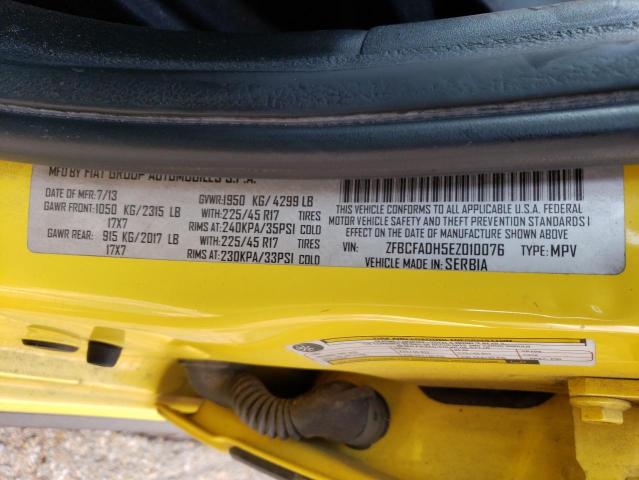 MFD BY FIAT GROUP AUTOMOBILES S.P.A.
DATE OF MFR: 7/13 GVWR: 1950 KG/4299 LB
GAWR FRONT: 1050 KG/2315 LB WITH: 225/45 R17 TIRES
17X7 RIMS AT: 240KPA/35PSI COLD
GAWR REAR: 915 KG/2017 LB WITH: 225/45 R17 TIRES
17X7 RIMS AT: 230KPA/33PSI COLD
THIS VEHICLE CONFORMS TO ALL APPLICABLE U.S.A. FEDERAL
MOTOR VEHICLE SAFETY AND THEFT PREVENTION STANDARDS I
EFFECT ON THE DATE OF MANUFACTURE SHOWN ABOVE
VIN: ZFBCFADH5EZ010076 TYPE: MPV
VEHICLE MADE IN: SERBIA